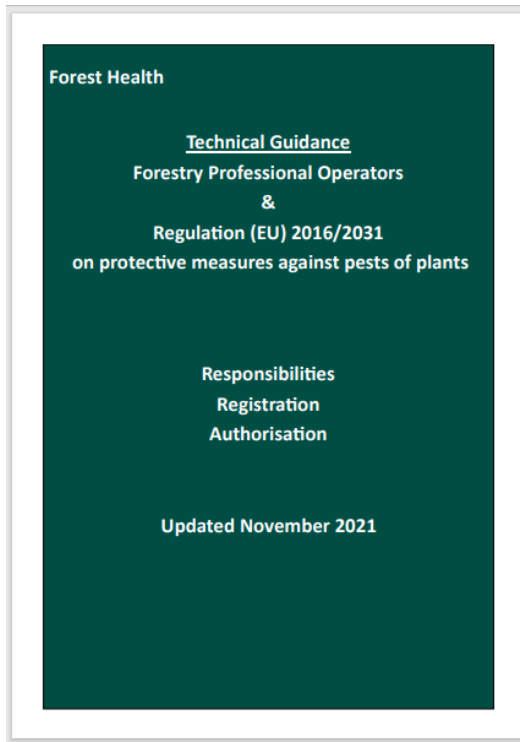 Forest Health
Technical Guidance
Forestry Professional Operators
&
Regulation (EU) 2016/2031
on protective measures against pests of plants
Responsibilities
Registration
Authorisation
Updated November 2021